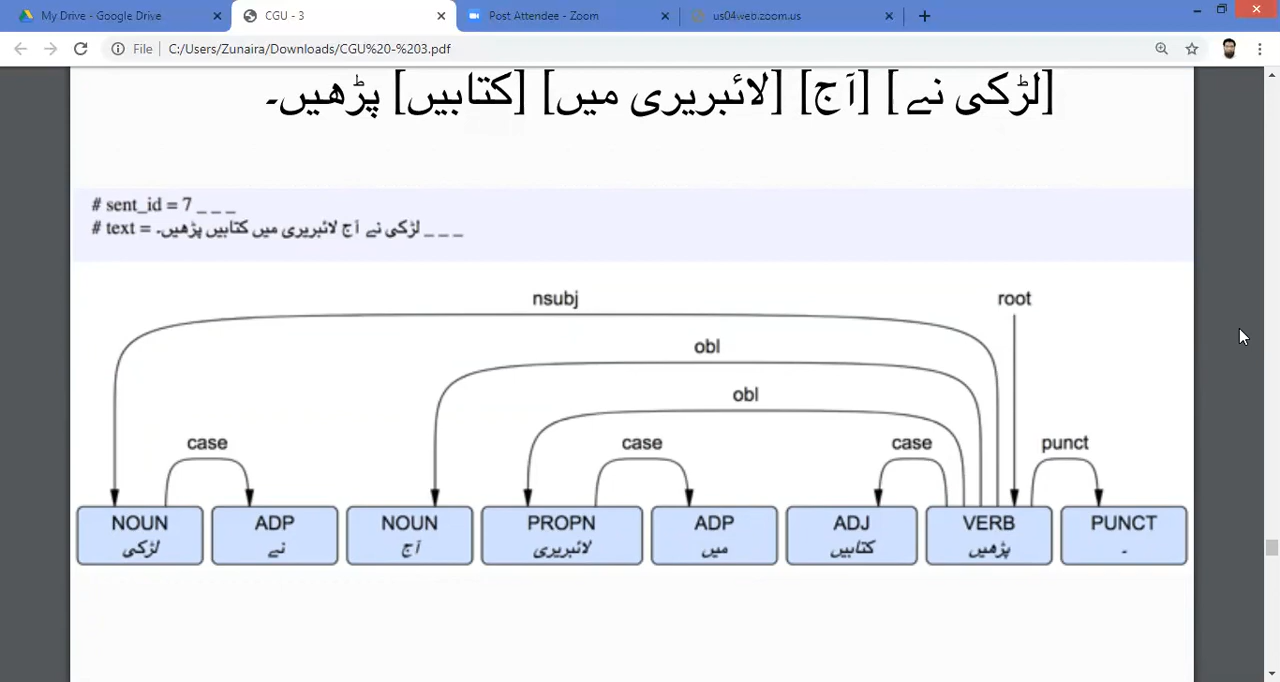 My Drive - Google Drive
CGU - 3
Post Attendee - Zoom
us04web.zoom.us
File
C:/Users/Zunaira/Downloads/CGU%20-%203.pdf
[لڑکی نے] [آج] [لائبریری میں] [کتابیں] پڑھیں۔
# sent_id = 7 _ _ _
# text = لڑکی نے آج لائبریری میں کتابیں پڑھیں۔ _ _ _
nsubj
root
obl
obl
case
case
case
punct
NOUN
ADP
NOUN
PROPN
ADP
ADJ
VERB
PUNCT
لڑکی
نے
آج
لائبریری
میں
کتابیں
پڑھیں
۔